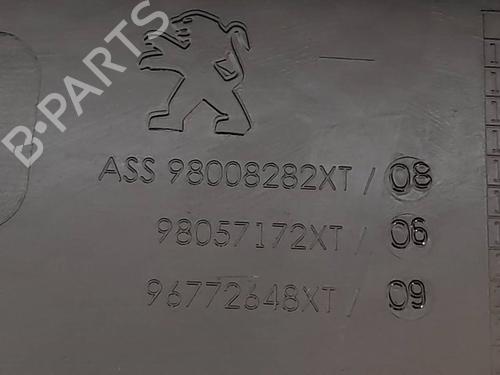 B-PARTS
ASS 98008282XT / 08
98057172XT / 06
96772648XT / 09